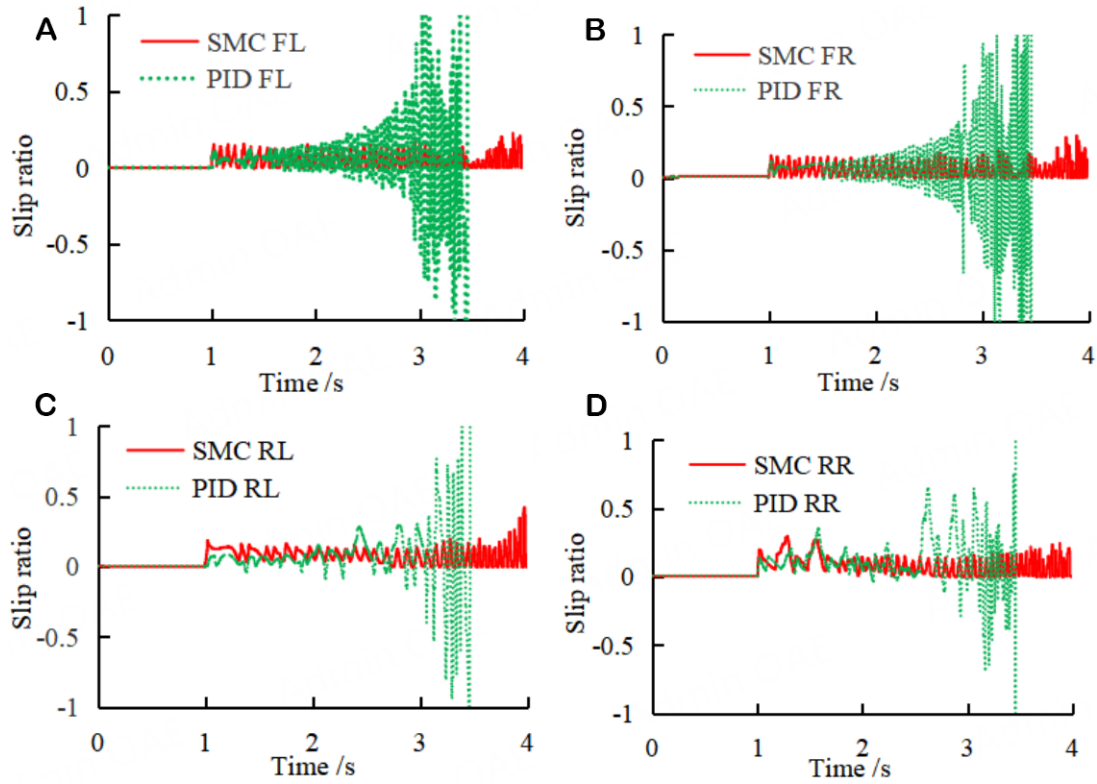 A
SMC FL
PID FL
1
0.5
0
-0.5
-1
Slip ratio
0 1 2 3 4
Time /s
B
SMC FR
PID FR
1
0.5
0
-0.5
-1
Slip ratio
0 1 2 3 4
Time /s
C
SMC RL
PID RL
1
0.5
0
-0.5
-1
Slip ratio
0 1 2 3 4
Time /s
D
SMC RR
PID RR
1
0.5
0
-0.5
-1
Slip ratio
0 1 2 3 4
Time /s